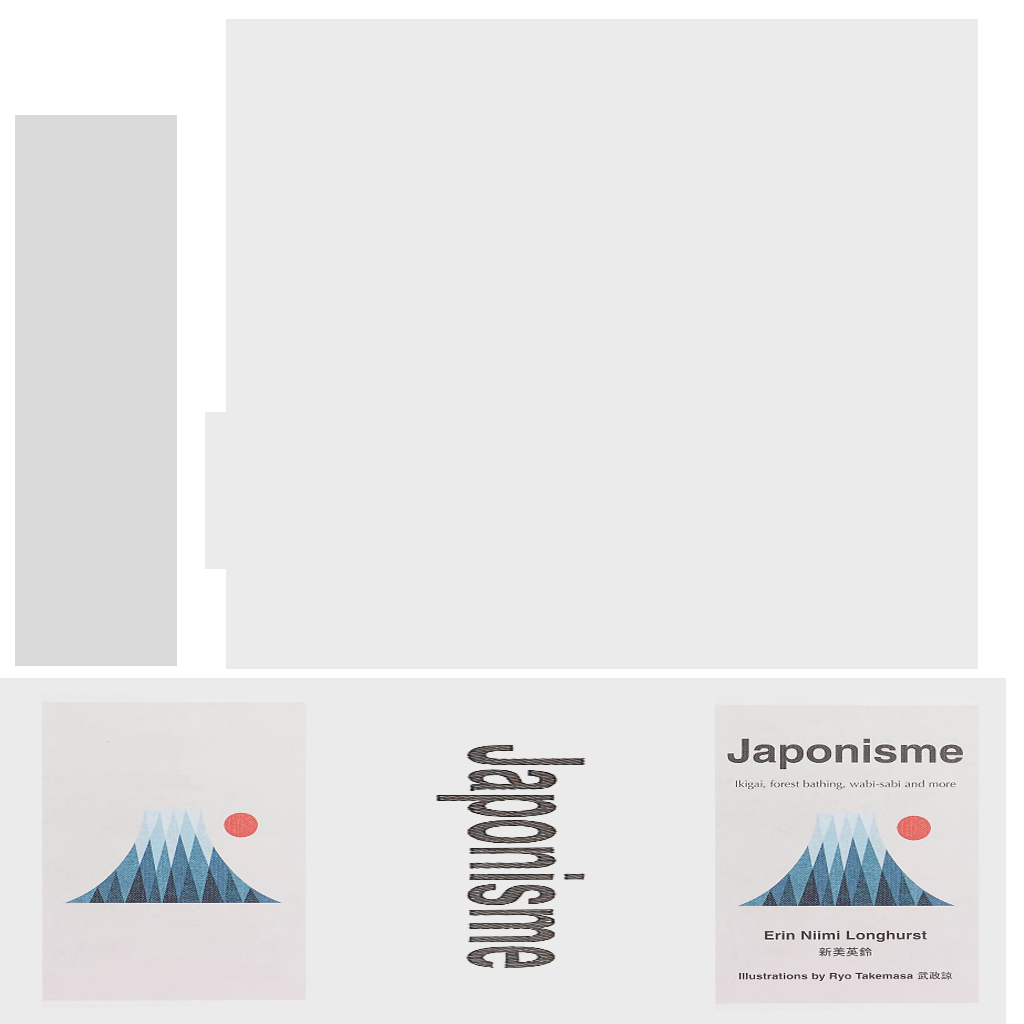 Japonisme
Japonisme
Ikigai, forest bathing, wabi-sabi and more
Erin Niimi Longhurst
新美英鈴
Illustrations by Ryo Takemasa 武政諒